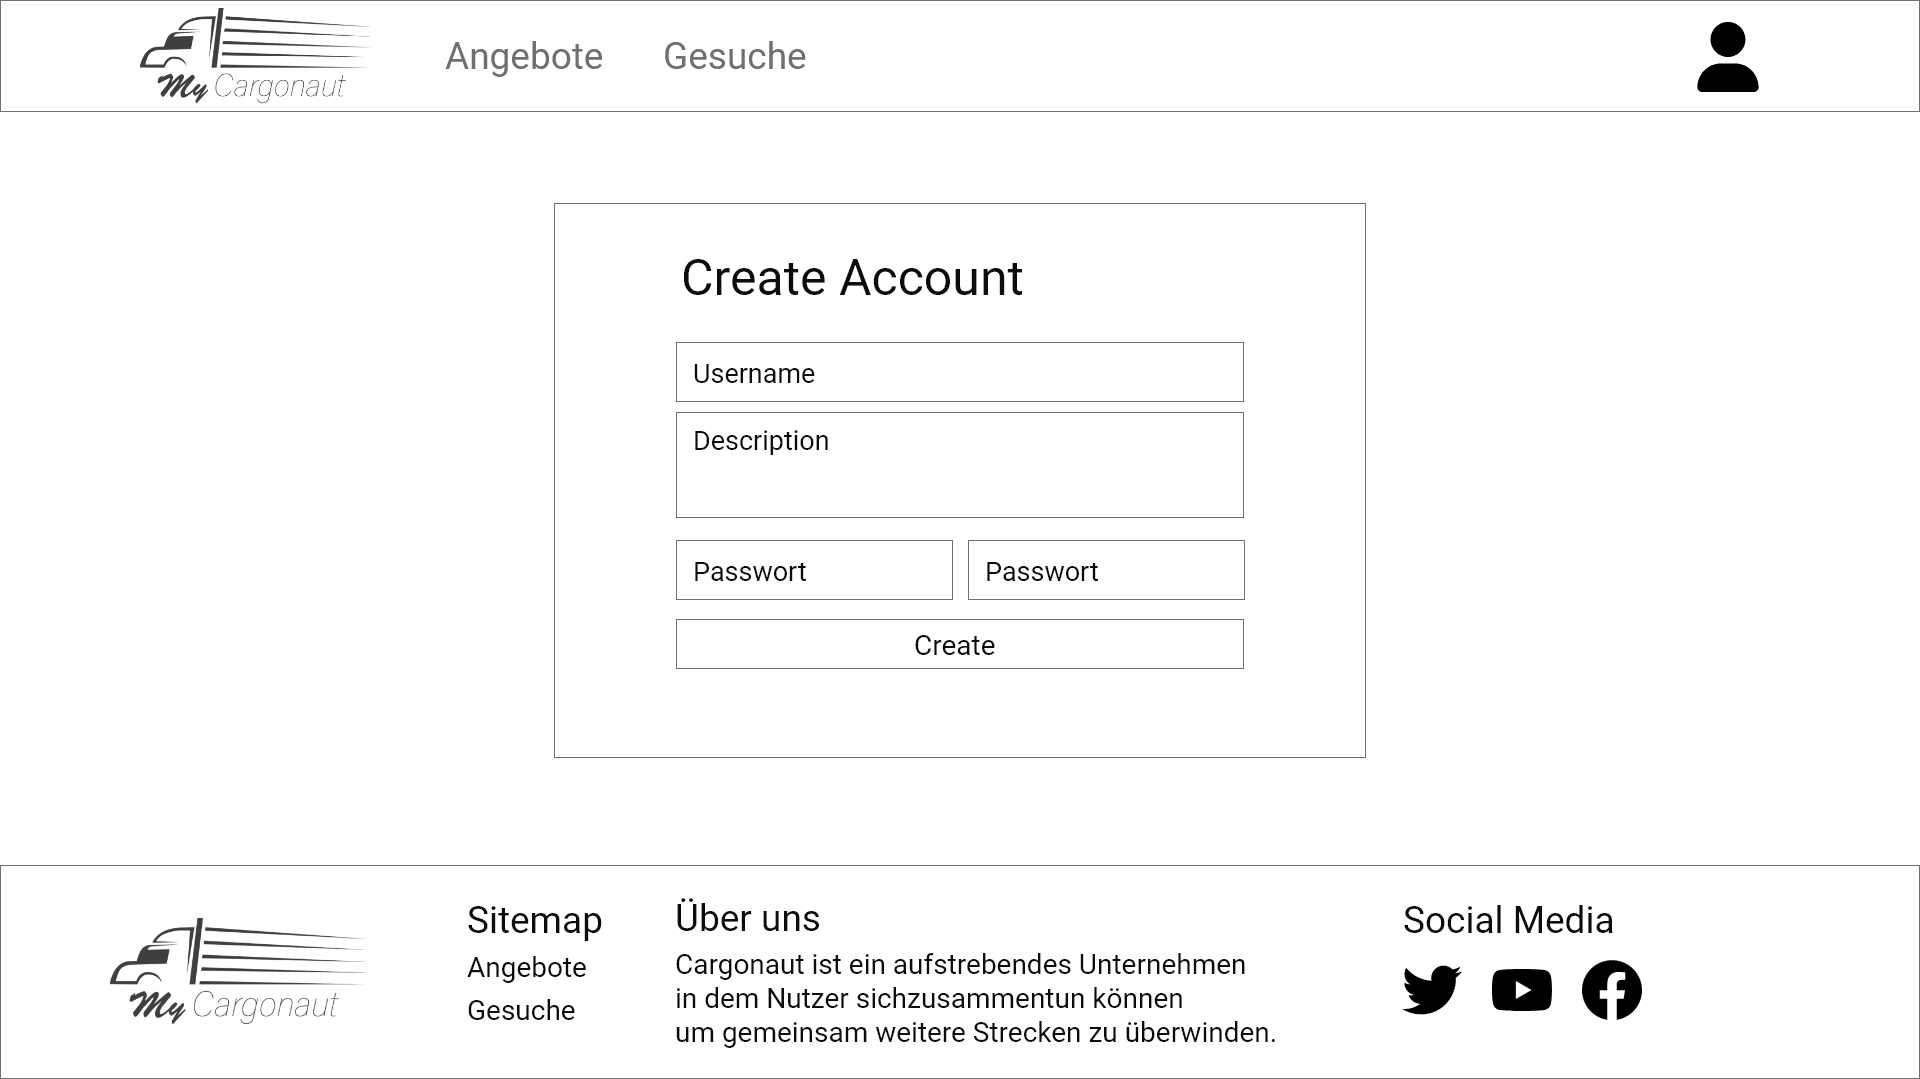 My Cargonaut
Angebote
Gesuche
Create Account
Username
Description
Passwort
Passwort
Create
My Cargonaut
Sitemap
Angebote
Gesuche
Über uns
Cargonaut ist ein aufstrebendes Unternehmen
in dem Nutzer sichzusammentun können
um gemeinsam weitere Strecken zu überwinden.
Social Media